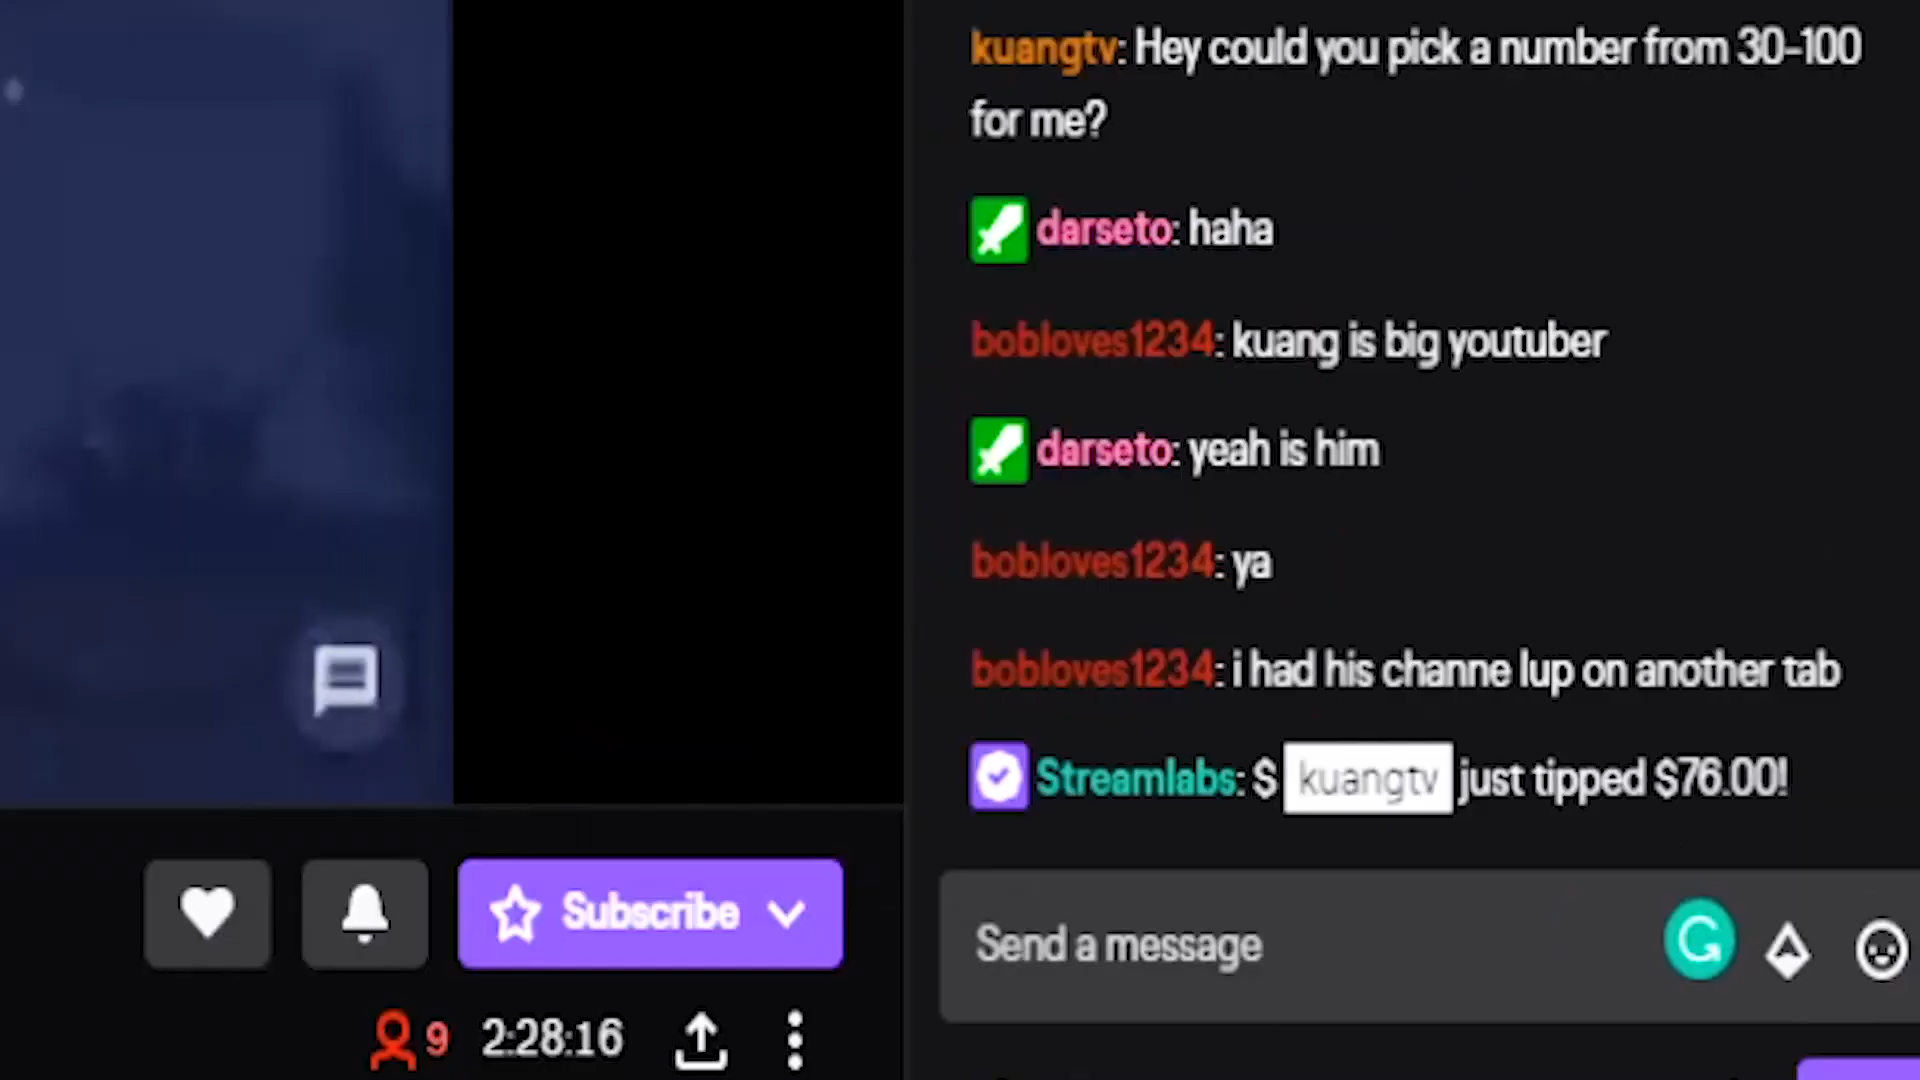 kuangtv: Hey could you pick a number from 30-100
for me?
darseto: haha
bobloves1234: kuang is big youtuber
darseto: yeah is him
bobloves1234: ya
bobloves1234: i had his channe lup on another tab
Streamlabs: $ kuangtv just tipped $76.00!
Subscribe
Send a message
G
9 2:28:16